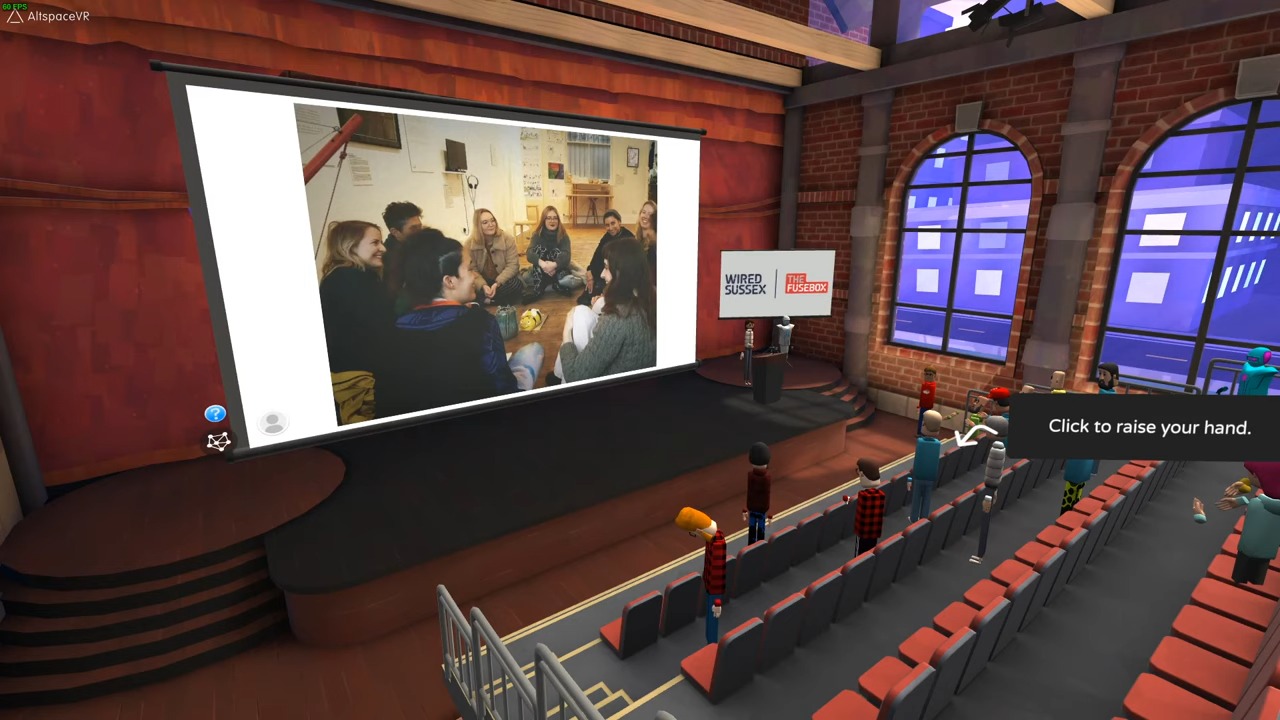 60 FPS
AltspaceVR
WIRED
SUSSEX
THE
FUSEBOX
?
Click to raise your hand.